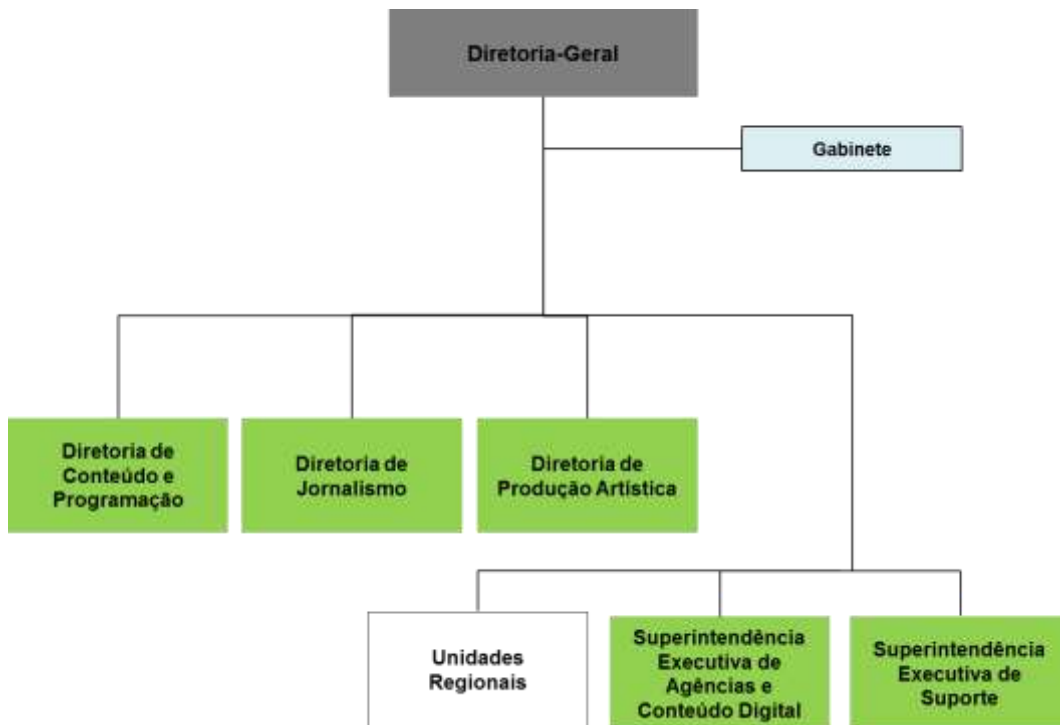 Diretoria-Geral
Gabinete
Diretoria de
Conteúdo e
Programação
Diretoria de
Jornalismo
Diretoria de
Produção Artística
Unidades
Regionais
Superintendência
Executiva de
Agências e
Conteúdo Digital
Superintendência
Executiva de
Suporte